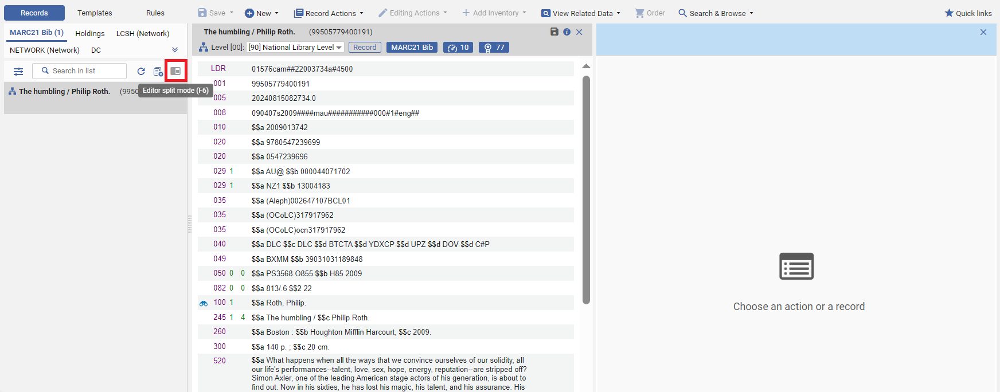 Records Templates Rules Save New Record Actions Editing Actions Add Inventory View Related Data Order Search & Browse Quick links
MARC21 Bib (1) Holdings LCSH (Network)
NETWORK (Network) DC
Search in list
Editor split mode (F6)
The humbling / Philip Roth. (9950
The humbling / Philip Roth. (99505779400191)
Level [00]: [90] National Library Level Record MARC21 Bib 10 77
LDR 01576cam##22003734a#4500
001 99505779400191
005 20240815082734.0
008 090407s2009####mau###########000#1#eng##
010 $$a 2009013742
020 $$a 9780547239699
020 $$a 0547239696
029 1 $$a AU@ $$b 000044071702
029 1 $$a NZ1 $$b 13004183
035 $$a (Aleph)002647107BCL01
035 $$a (OCoLC)317917962
035 $$a (OCoLC)ocn317917962
040 $$a DLC $$c DLC $$d BTCTA $$d YDXCP $$d UPZ $$d DOV $$d C#P
049 $$a BXMM $$b 39031031189848
050 0 0 $$a PS3568.O855 $$b H85 2009
082 0 0 $$a 813/.6 $$2 22
100 1 $$a Roth, Philip.
245 1 4 $$a The humbling / $$c Philip Roth.
260 $$a Boston : $$b Houghton Mifflin Harcourt, $$c 2009.
300 $$a 140 p. ; $$c 20 cm.
520 $$a What happens when all the ways that we convince ourselves of our solidity, all
our life's performances--talent, love, sex, hope, energy, reputation--are stripped off?
Simon Axler, one of the leading American stage actors of his generation, is about to
find out. Now in his sixties, he has lost his magic, his talent, and his assurance. His
Choose an action or a record